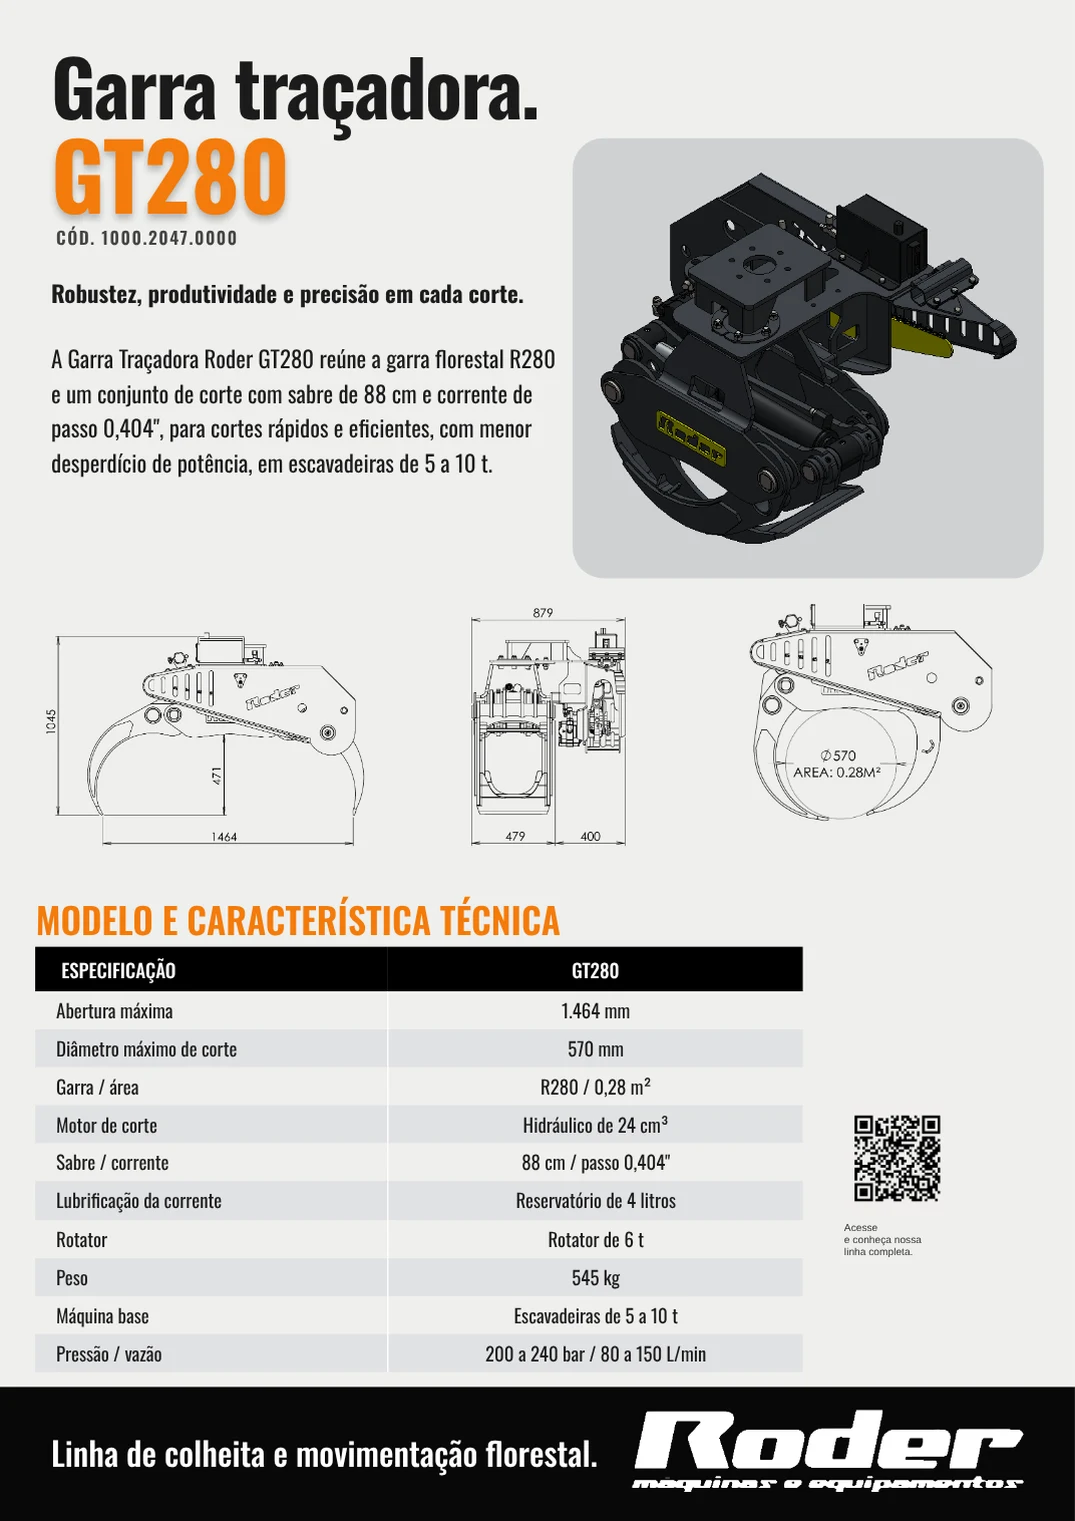 Garra traçadora.
GT280
CÓD. 1000.2047.0000
Robustez, produtividade e precisão em cada corte.
A Garra Traçadora Roder GT280 reúne a garra florestal R280
e um conjunto de corte com sabre de 88 cm e corrente de
passo 0,404", para cortes rápidos e eficientes, com menor
desperdício de potência, em escavadeiras de 5 a 10 t.
Roder
879
1045
Roder
471
1464
479
400
Roder
Ø570
AREA: 0.28M²
MODELO E CARACTERÍSTICA TÉCNICA
ESPECIFICAÇÃO GT280
Abertura máxima 1.464 mm
Diâmetro máximo de corte 570 mm
Garra / área R280 / 0,28 m²
Motor de corte Hidráulico de 24 cm³
Sabre / corrente 88 cm / passo 0,404"
Lubrificação da corrente Reservatório de 4 litros
Rotator Rotator de 6 t
Peso 545 kg
Máquina base Escavadeiras de 5 a 10 t
Pressão / vazão 200 a 240 bar / 80 a 150 L/min
Acesse
e conheça nossa
linha completa.
Linha de colheita e movimentação florestal.
Roder
máquinas e equipamentos